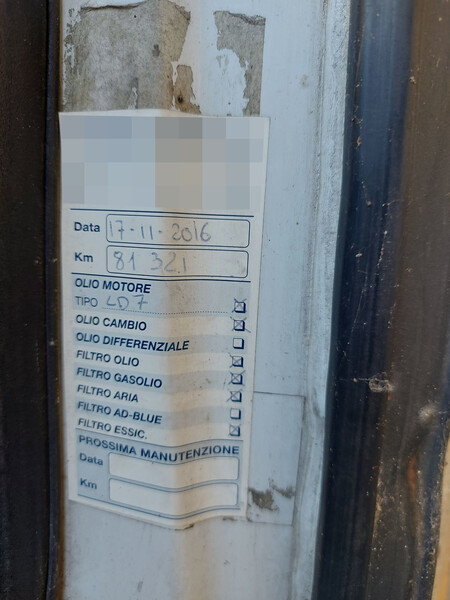 Data 17-11-2016
Km 81 321
OLIO MOTORE
TIPO LD7
OLIO CAMBIO
OLIO DIFFERENZIALE
FILTRO OLIO
FILTRO GASOLIO
FILTRO ARIA
FILTRO AD-BLUE
FILTRO ESSIC.
PROSSIMA MANUTENZIONE
Data
Km